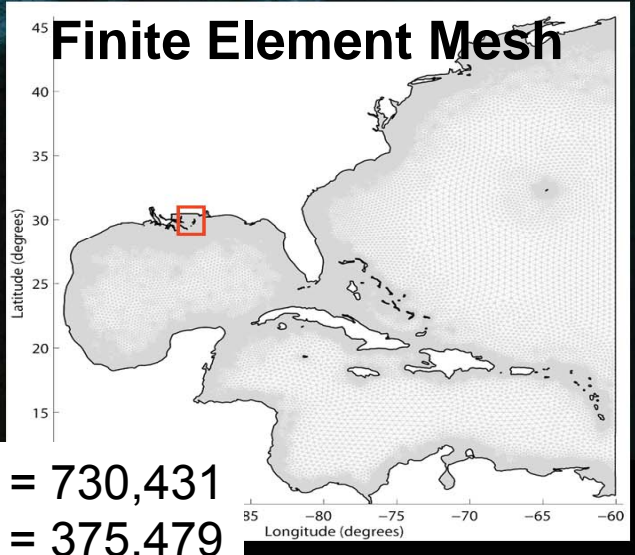 Finite Element Mesh
45
40
35
30
25
20
15
Latitude (degrees)
= 730,431
= 375,479
85 −80 −75 −70 −65 −60
Longitude (degrees)